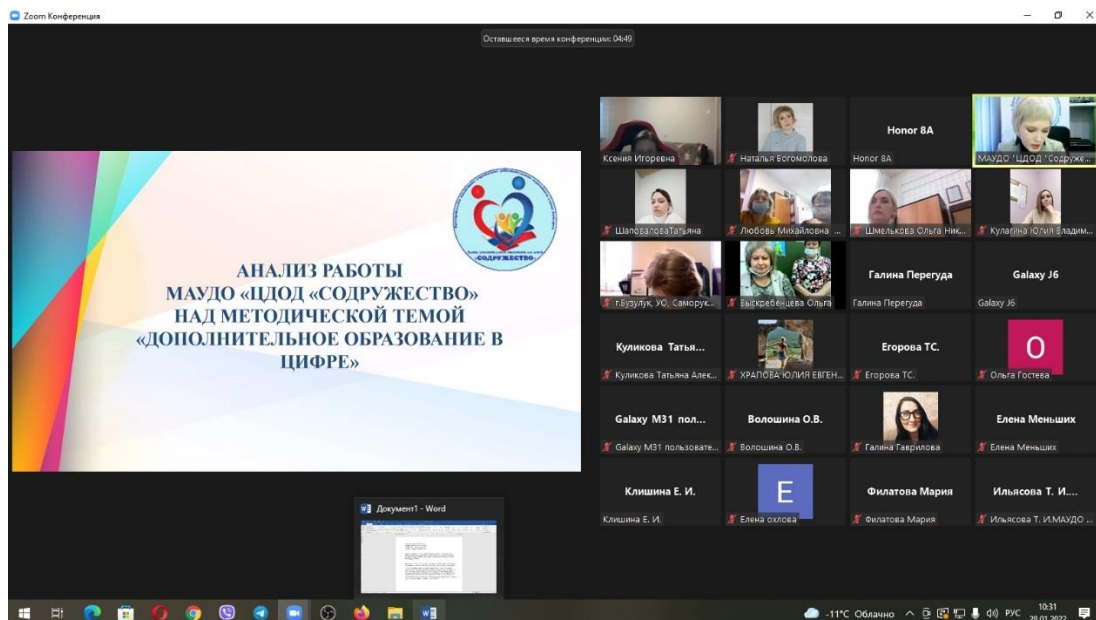 Zoom Конференция
Оставшееся время конференции: 04:49
«СОДРУЖЕСТВО»
АНАЛИЗ РАБОТЫ
МАУДО «ЦДОД «СОДРУЖЕСТВО»
НАД МЕТОДИЧЕСКОЙ ТЕМОЙ
«ДОПОЛНИТЕЛЬНОЕ ОБРАЗОВАНИЕ В
ЦИФРЕ»
Ксения Игоревна
Наталья Богомолова
Honor 8A
Honor 8A
МАУДО "ЦДОД "Содруже...
ШаповаловаТатьяна
Любовь Михайловна ...
Шмелькова Ольга Ник...
Кулагина Юлия Владим...
г.Бузулук, УО, Саморук...
Выскребенцева Ольга
Галина Перегуда
Галина Перегуда
Galaxy J6
Galaxy J6
Куликова Татья...
Куликова Татьяна Алек...
ХРАПОВА ЮЛИЯ ЕВГЕН...
Егорова ТС.
Егорова ТС.
О
Ольга Гостева
Galaxy M31 пол...
Galaxy M31 пользовате...
Волошина О.В.
Волошина О.В.
Галина Гаврилова
Елена Меньших
Елена Меньших
Клишина Е. И.
Клишина Е. И.
Е
Елена охлова
Филатова Мария
Филатова Мария
Ильясова Т. И....
Ильясова Т. И.МАУДО ...
Документ1 - Word
-11°C Облачно
РУС
10:31
28.01.2022